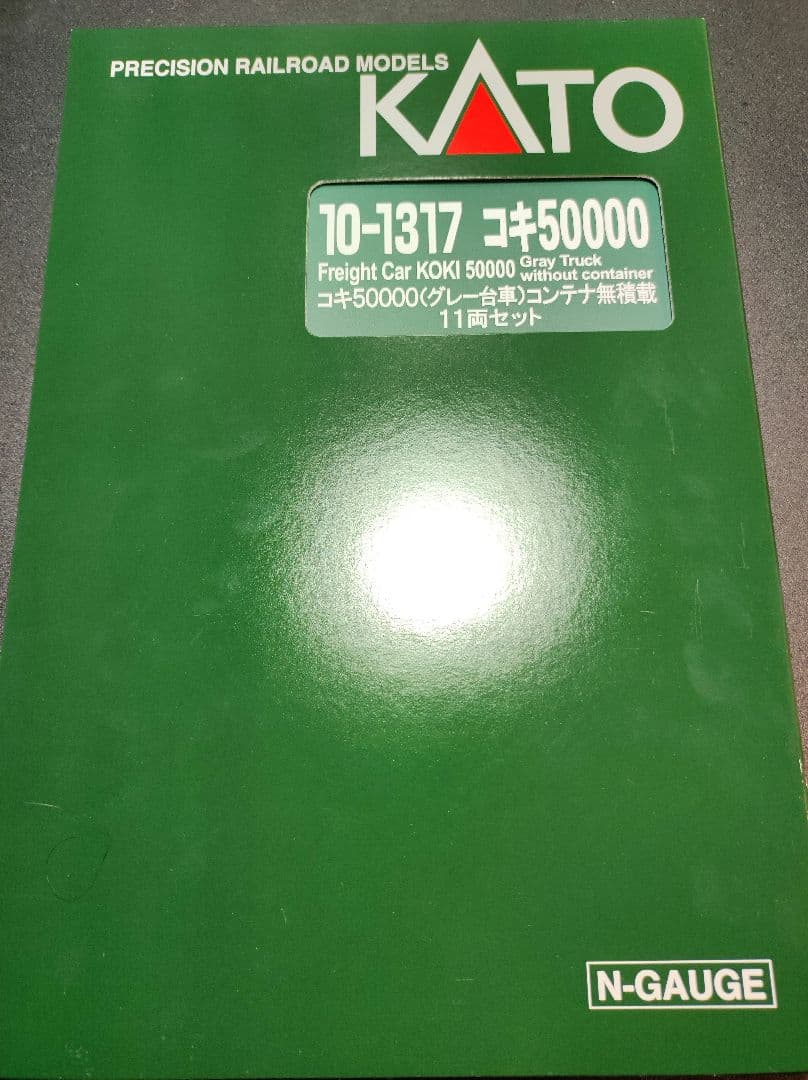 PRECISION RAILROAD MODELS
KATO
10-1317 コキ50000
Freight Car KOKI 50000 Gray Truck without container
コキ50000(グレー台車)コンテナ無積載
11両セット
N-GAUGE